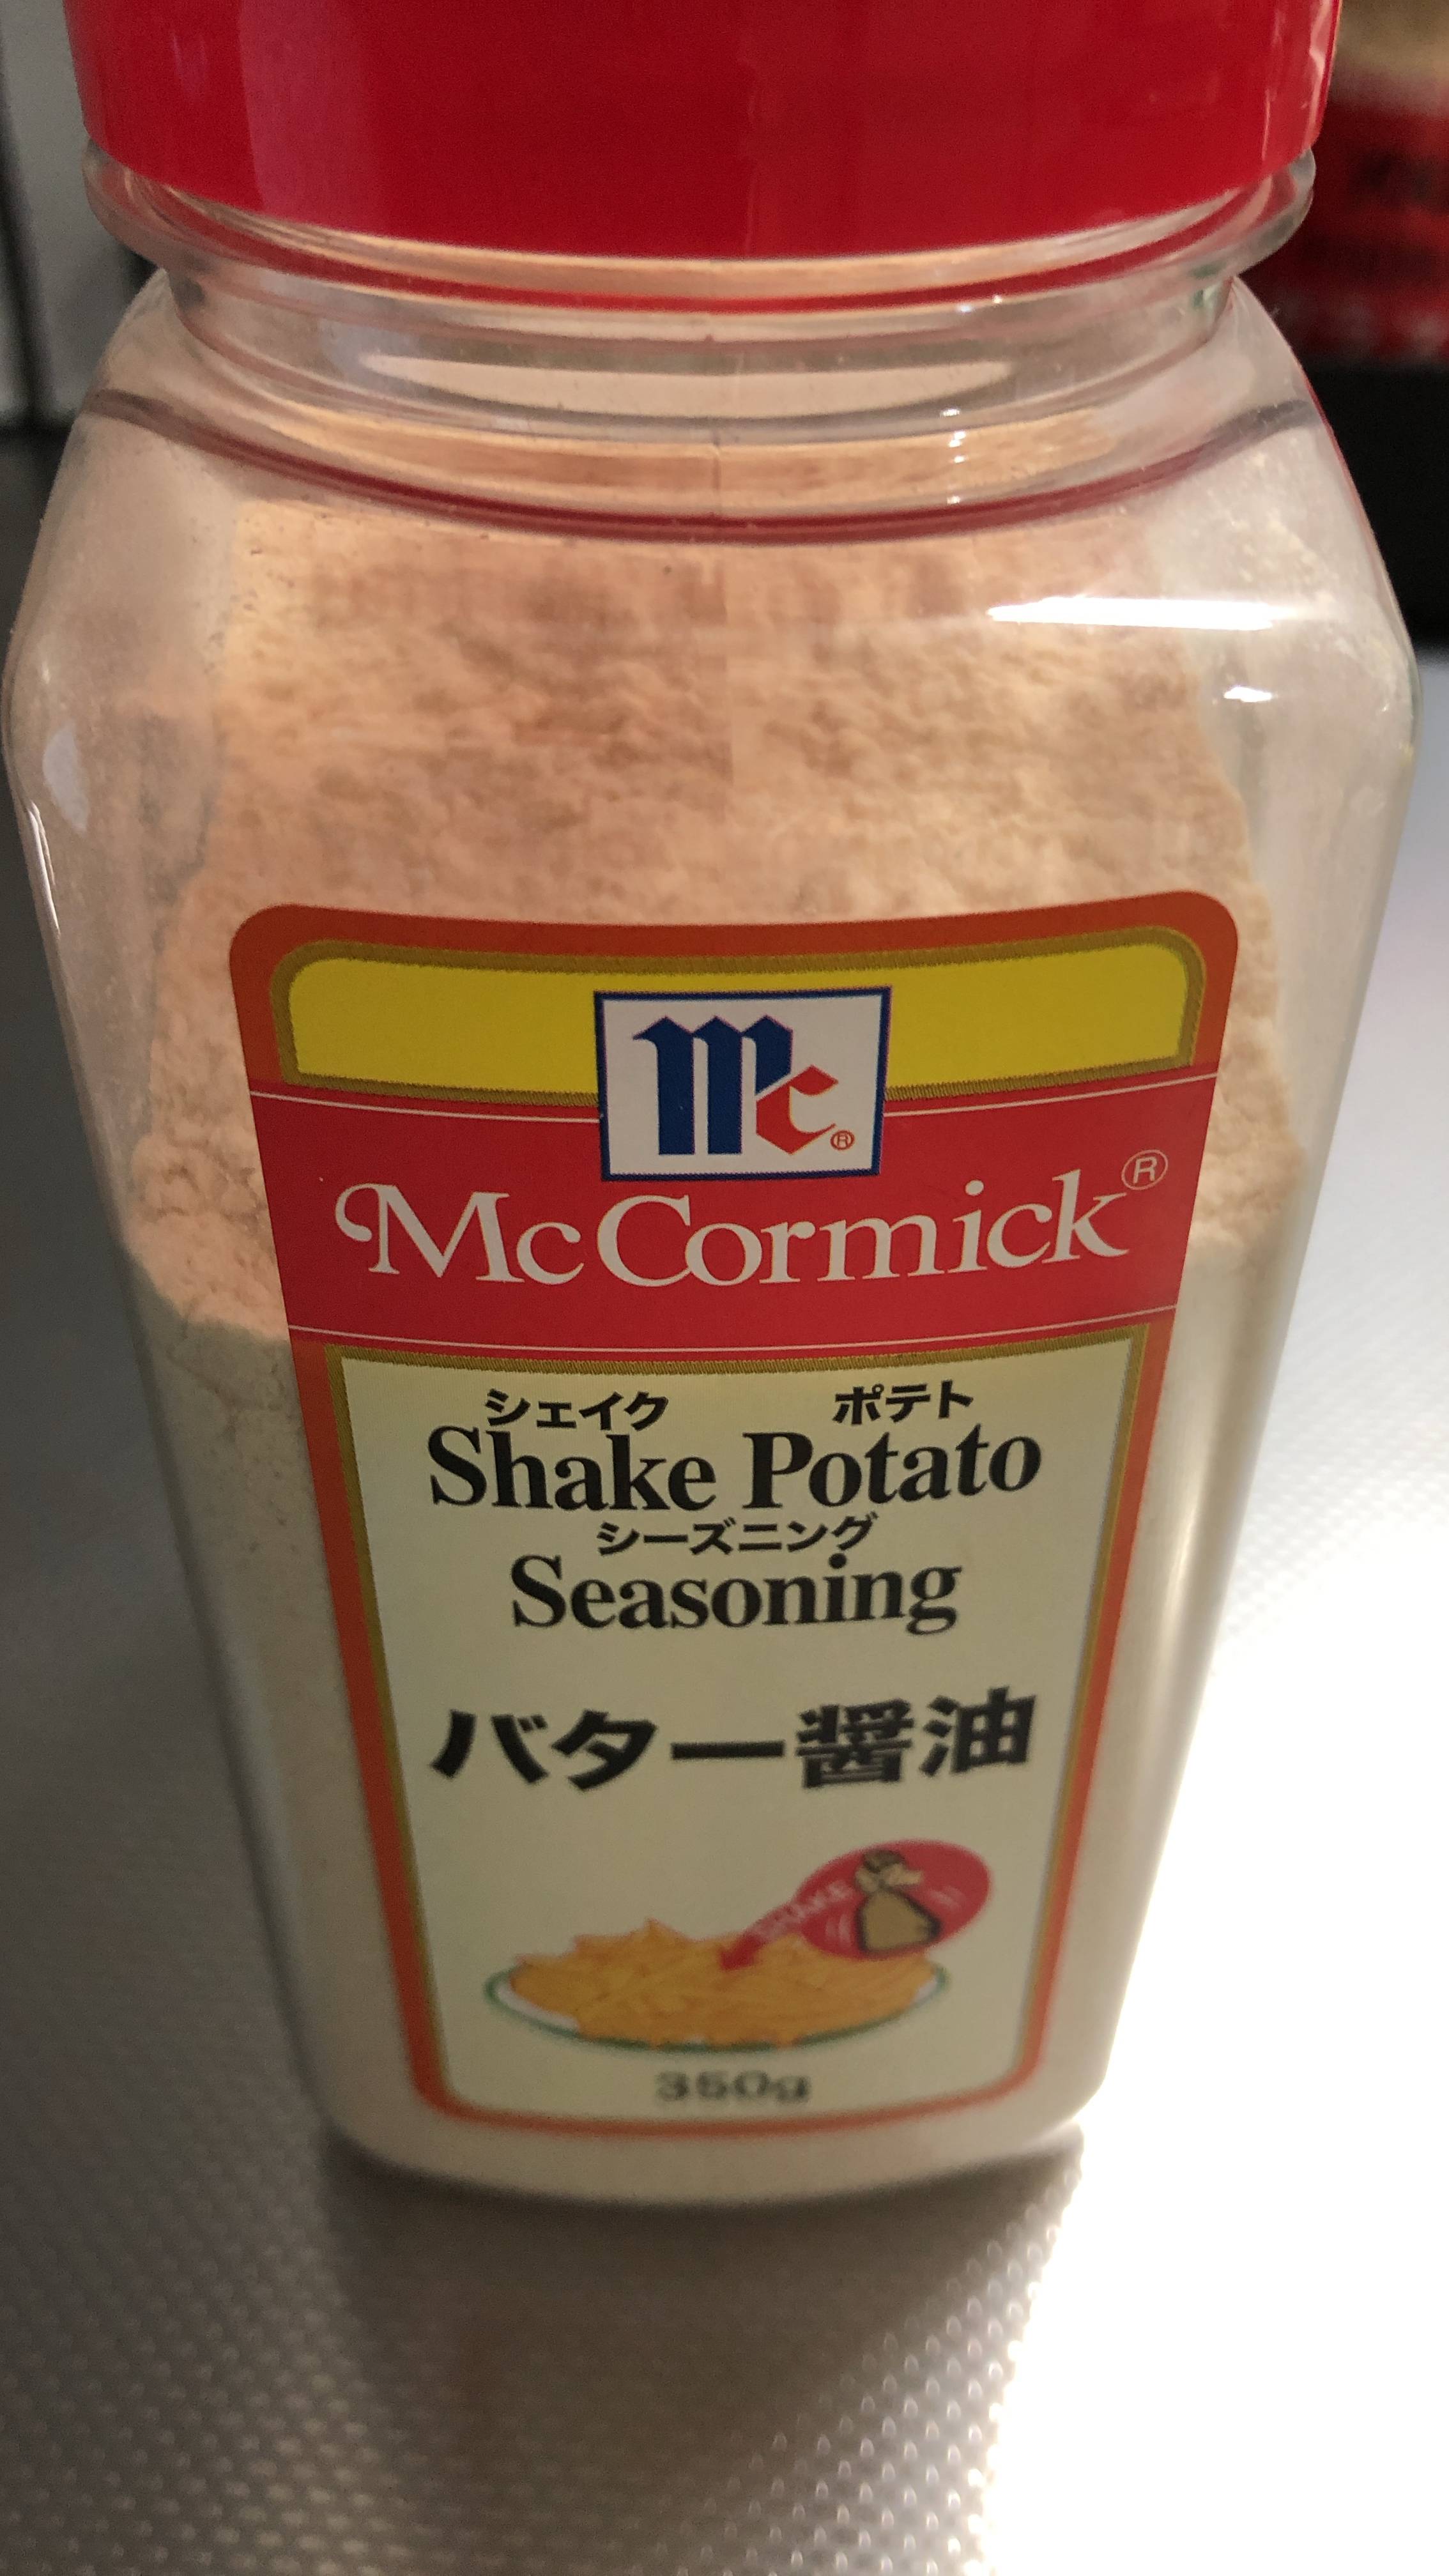 mc®
McCormick®
シェイク ポテト
Shake Potato
シーズニング
Seasoning
バター醤油
SHAKE
350g